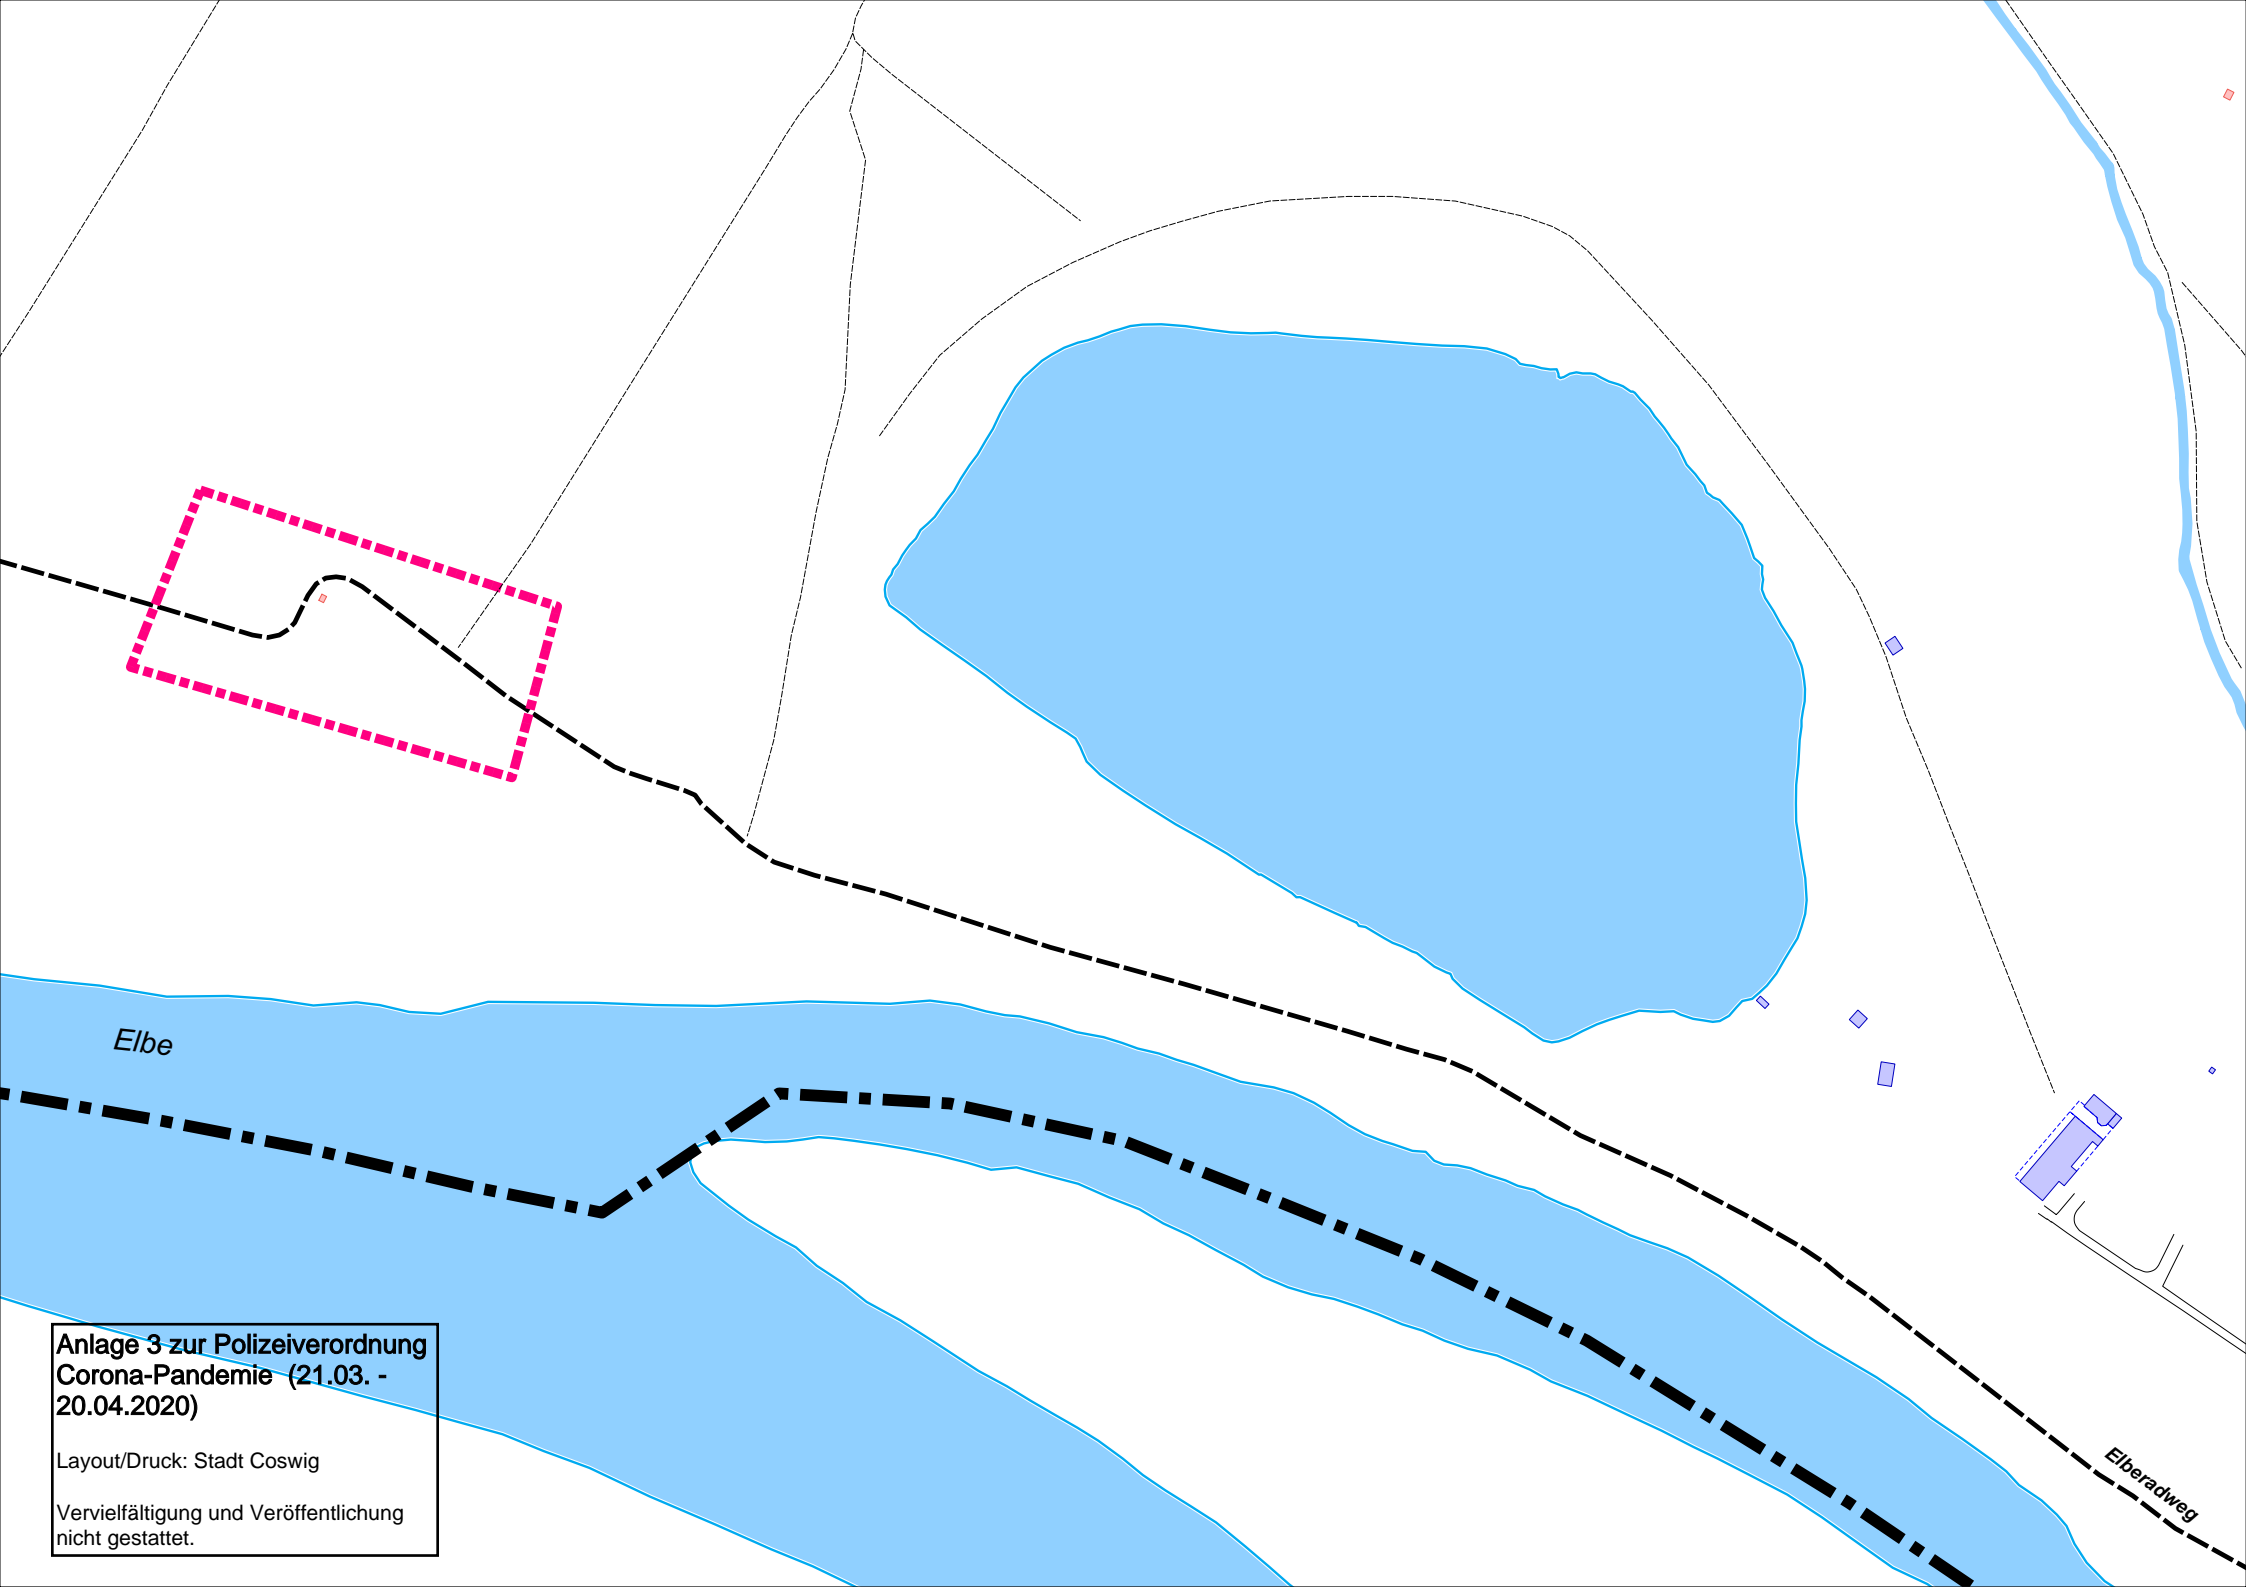 Elbe
Elberadweg
Anlage 3 zur Polizeiverordnung
Corona-Pandemie (21.03. -
20.04.2020)
Layout/Druck: Stadt Coswig
Vervielfältigung und Veröffentlichung
nicht gestattet.